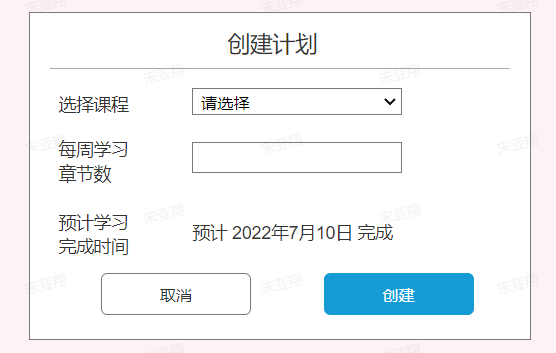 创建计划
选择课程
请选择
每周学习
章节数
预计学习
完成时间
预计 2022年7月10日 完成
取消
创建
宋亚翔